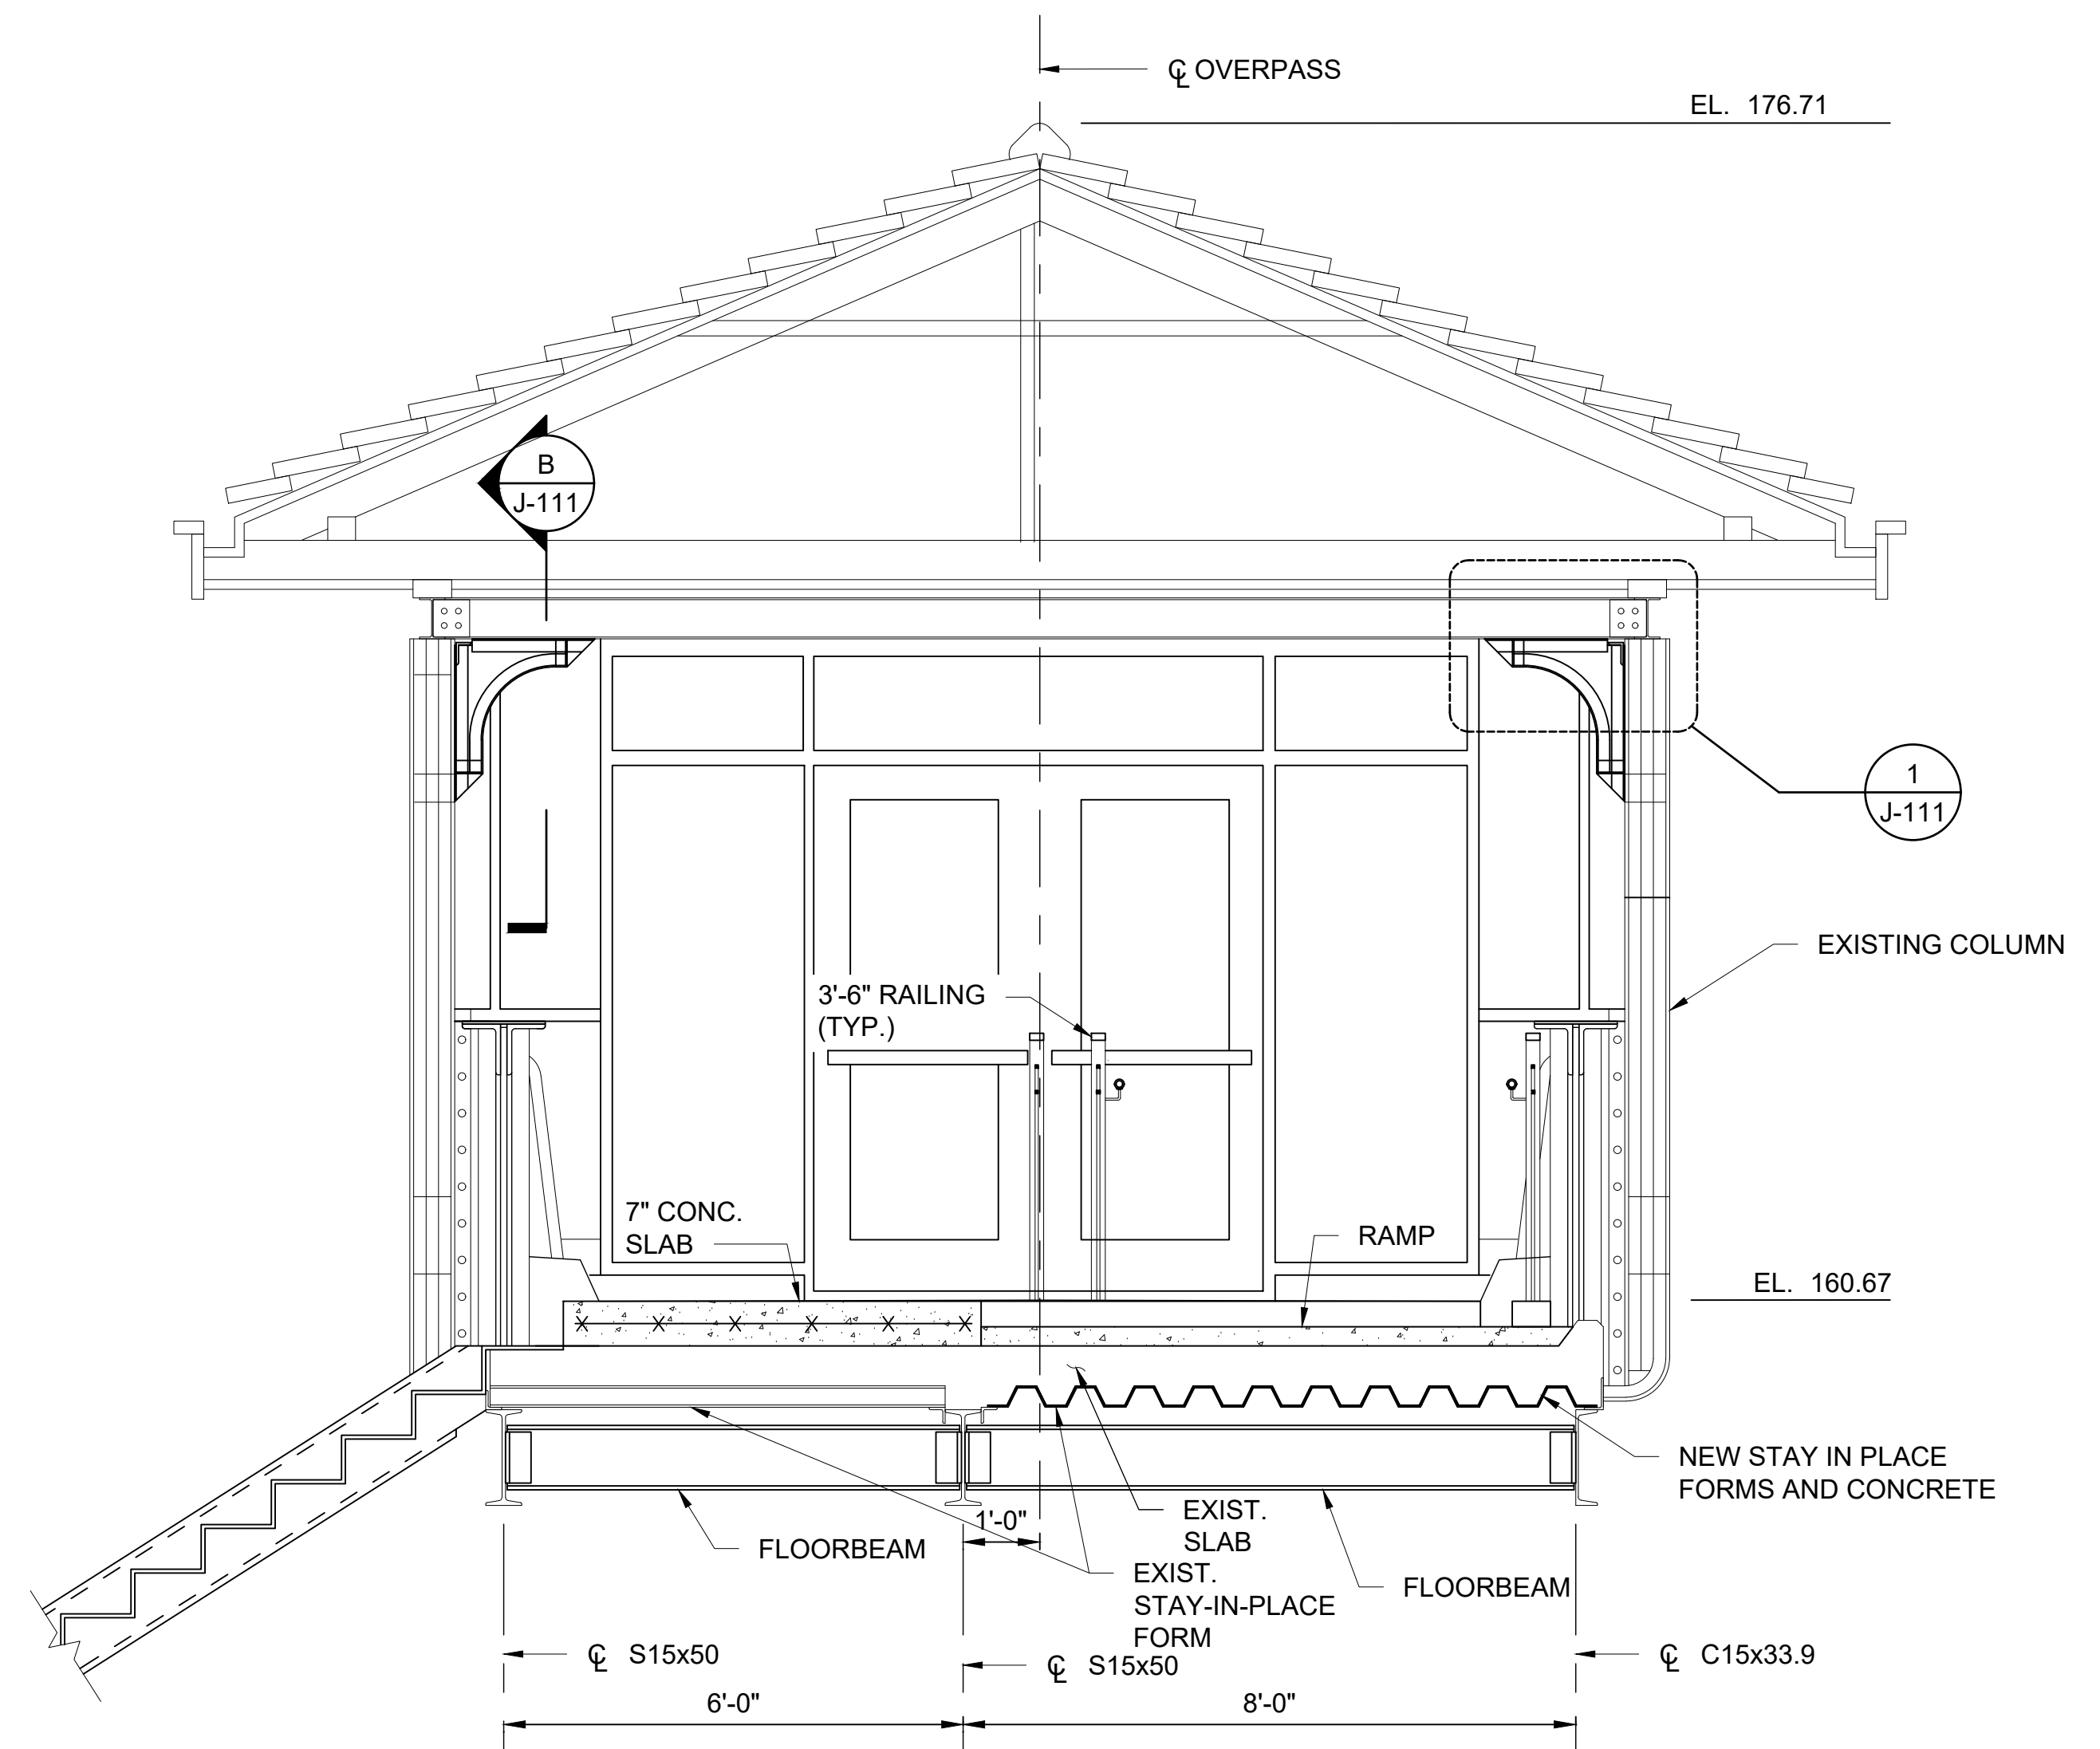 ℄ OVERPASS
EL. 176.71
B
J-111
1
J-111
EXISTING COLUMN
3'-6" RAILING
(TYP.)
7" CONC.
SLAB
RAMP
EL. 160.67
NEW STAY IN PLACE
FORMS AND CONCRETE
1'-0"
EXIST.
SLAB
FLOORBEAM
EXIST.
STAY-IN-PLACE
FORM
FLOORBEAM
℄ S15x50
℄ S15x50
℄ C15x33.9
6'-0"
8'-0"